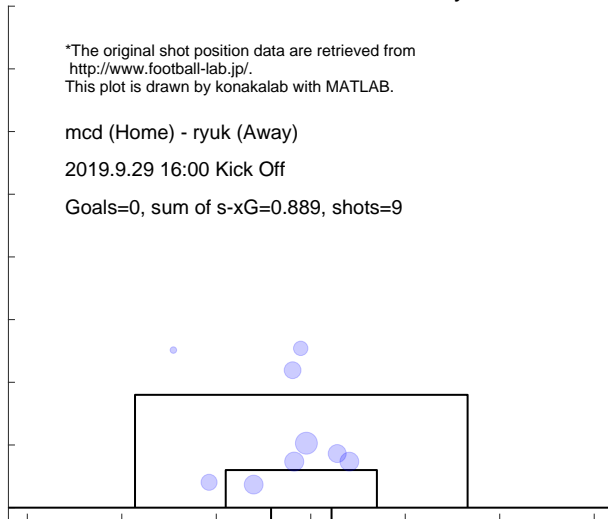 *The original shot position data are retrieved from
http://www.football-lab.jp/.
This plot is drawn by konakalab with MATLAB.
mcd (Home) - ryuk (Away)
2019.9.29 16:00 Kick Off
Goals=0, sum of s-xG=0.889, shots=9